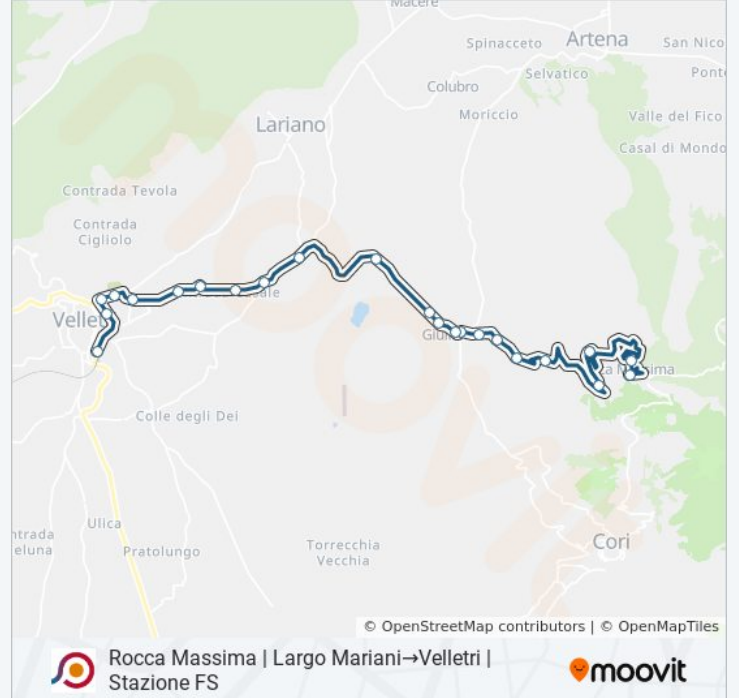 Macere
Spinacceto
Artena
San Nico
Selvatico
Ponte
Colubro
Moriccio
Valle del Fico
Lariano
Casal di Mondo
Contrada Tevola
Contrada
Cigliolo
Velletr
Giuli
Colle degli Dei
Ulica
ntrada
eluna
Pratolungo
Torrecchia
Vecchia
Cori
© OpenStreetMap contributors | © OpenMapTiles
Rocca Massima | Largo Mariani→Velletri |
Stazione FS
moovit